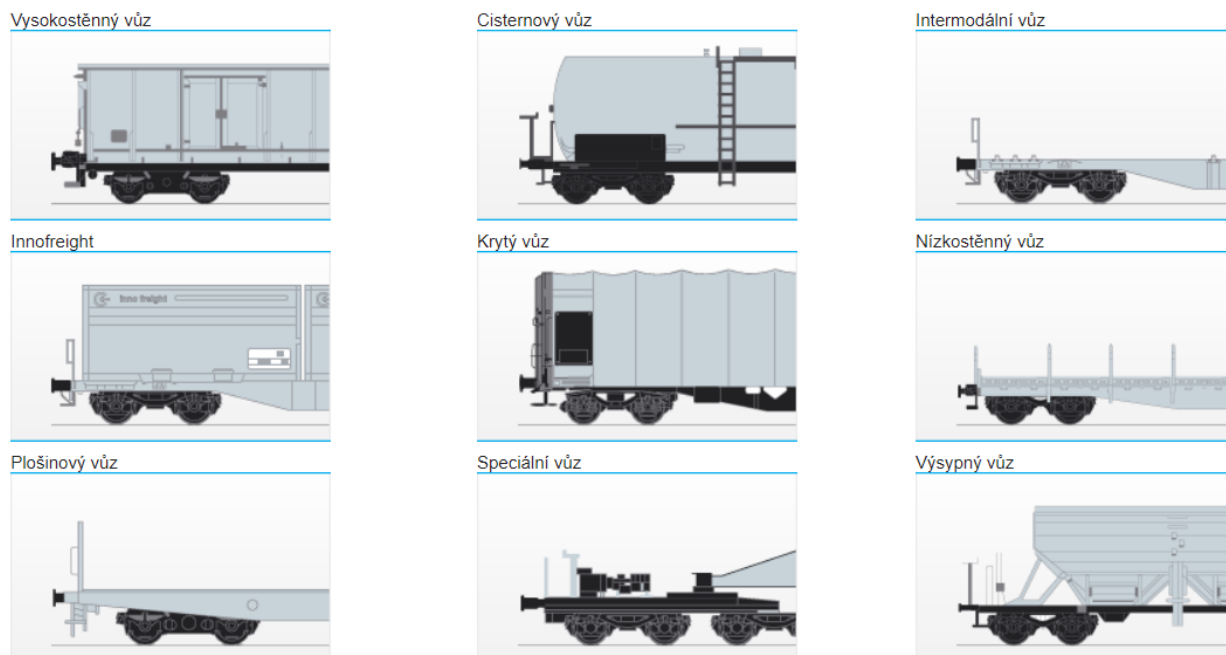 Vysokostěnný vůz
Cisternový vůz
Intermodální vůz
Innofreight
Krytý vůz
Nízkostěnný vůz
inno freight
Plošinový vůz
Speciální vůz
Výsypný vůz